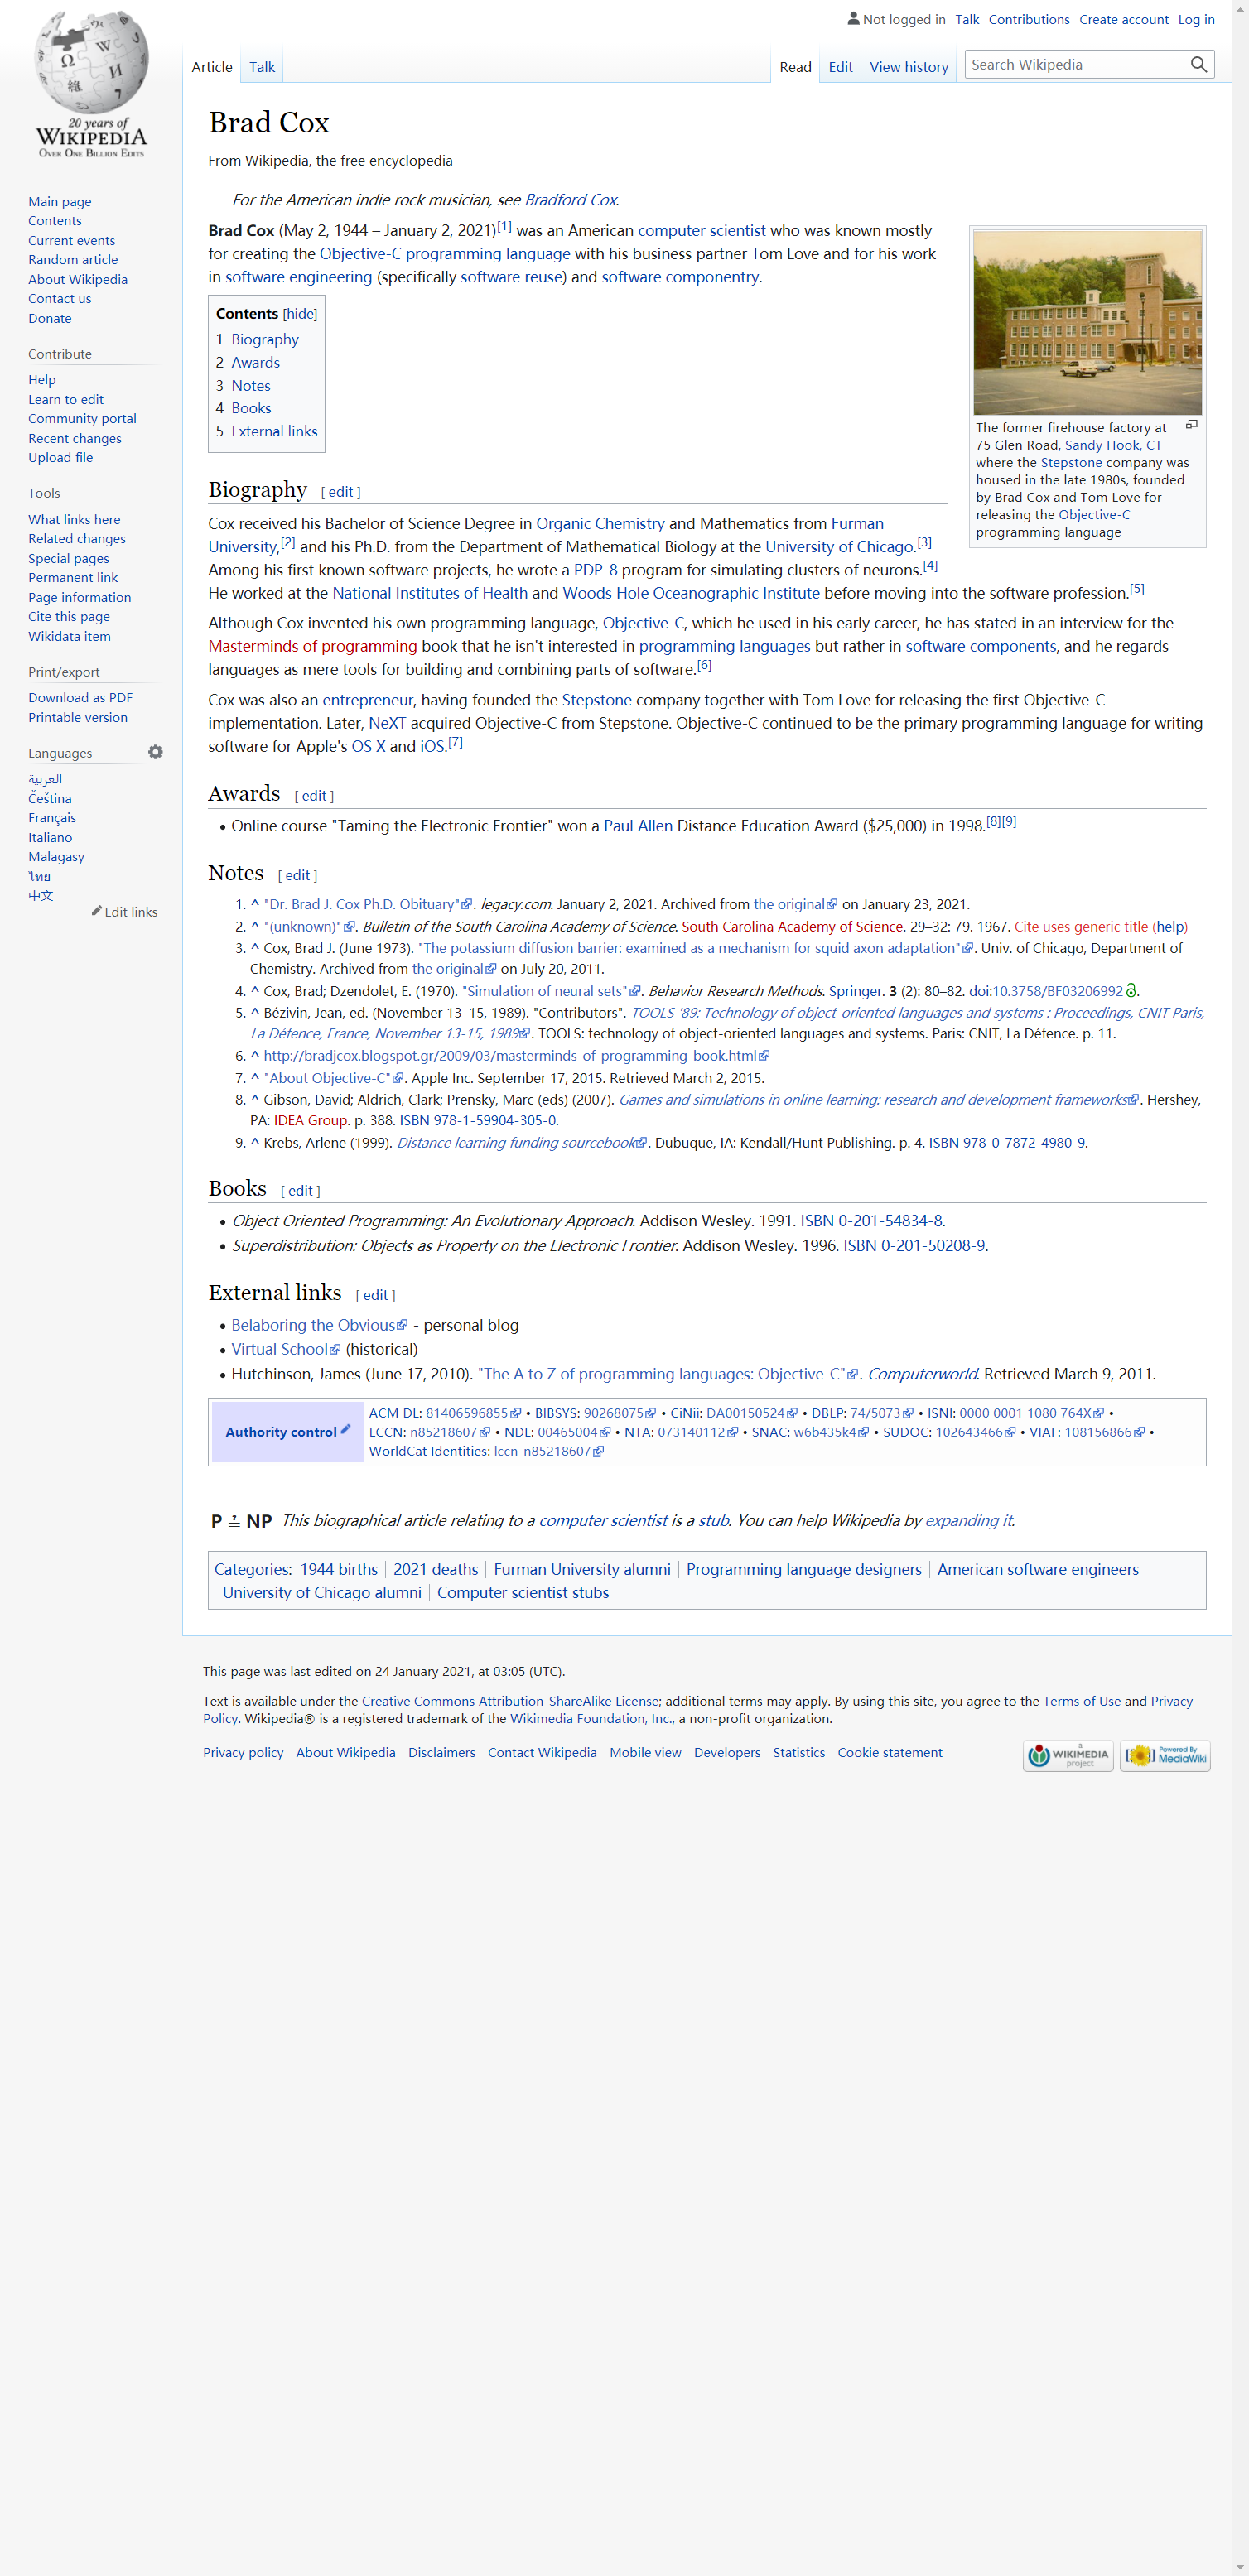 Not logged in Talk Contributions Create account Log in
Article Talk Read Edit View history Search Wikipedia
20 years of
WIKIPEDIA
OVER ONE BILLION EDITS
Main page
Contents
Current events
Random article
About Wikipedia
Contact us
Donate
Contribute
Help
Learn to edit
Community portal
Recent changes
Upload file
Tools
What links here
Related changes
Special pages
Permanent link
Page information
Cite this page
Wikidata item
Print/export
Download as PDF
Printable version
Languages
العربية
Čeština
Français
Italiano
Malagasy
ไทย
中文
Edit links
Brad Cox
From Wikipedia, the free encyclopedia
For the American indie rock musician, see Bradford Cox.
Brad Cox (May 2, 1944 – January 2, 2021)[1] was an American computer scientist who was known mostly
for creating the Objective-C programming language with his business partner Tom Love and for his work
in software engineering (specifically software reuse) and software componentry.
The former firehouse factory at
75 Glen Road, Sandy Hook, CT
where the Stepstone company was
housed in the late 1980s, founded
by Brad Cox and Tom Love for
releasing the Objective-C
programming language
Contents [hide]
1 Biography
2 Awards
3 Notes
4 Books
5 External links
Biography [ edit ]
Cox received his Bachelor of Science Degree in Organic Chemistry and Mathematics from Furman
University,[2] and his Ph.D. from the Department of Mathematical Biology at the University of Chicago.[3]
Among his first known software projects, he wrote a PDP-8 program for simulating clusters of neurons.[4]
He worked at the National Institutes of Health and Woods Hole Oceanographic Institute before moving into the software profession.[5]
Although Cox invented his own programming language, Objective-C, which he used in his early career, he has stated in an interview for the
Masterminds of programming book that he isn't interested in programming languages but rather in software components, and he regards
languages as mere tools for building and combining parts of software.[6]
Cox was also an entrepreneur, having founded the Stepstone company together with Tom Love for releasing the first Objective-C
implementation. Later, NeXT acquired Objective-C from Stepstone. Objective-C continued to be the primary programming language for writing
software for Apple's OS X and iOS.[7]
Awards [ edit ]
• Online course "Taming the Electronic Frontier" won a Paul Allen Distance Education Award ($25,000) in 1998.[8][9]
Notes [ edit ]
1. ^ "Dr. Brad J. Cox Ph.D. Obituary". legacy.com. January 2, 2021. Archived from the original on January 23, 2021.
2. ^ "(unknown)". Bulletin of the South Carolina Academy of Science. South Carolina Academy of Science. 29–32: 79. 1967. Cite uses generic title (help)
3. ^ Cox, Brad J. (June 1973). "The potassium diffusion barrier: examined as a mechanism for squid axon adaptation". Univ. of Chicago, Department of
Chemistry. Archived from the original on July 20, 2011.
4. ^ Cox, Brad; Dzendolet, E. (1970). "Simulation of neural sets". Behavior Research Methods. Springer. 3 (2): 80–82. doi:10.3758/BF03206992.
5. ^ Bézivin, Jean, ed. (November 13–15, 1989). "Contributors". TOOLS '89: Technology of object-oriented languages and systems : Proceedings, CNIT Paris,
La Défence, France, November 13-15, 1989. TOOLS: technology of object-oriented languages and systems. Paris: CNIT, La Défence. p. 11.
6. ^ http://bradjcox.blogspot.gr/2009/03/masterminds-of-programming-book.html
7. ^ "About Objective-C". Apple Inc. September 17, 2015. Retrieved March 2, 2015.
8. ^ Gibson, David; Aldrich, Clark; Prensky, Marc (eds) (2007). Games and simulations in online learning: research and development frameworks. Hershey,
PA: IDEA Group. p. 388. ISBN 978-1-59904-305-0.
9. ^ Krebs, Arlene (1999). Distance learning funding sourcebook. Dubuque, IA: Kendall/Hunt Publishing. p. 4. ISBN 978-0-7872-4980-9.
Books [ edit ]
• Object Oriented Programming: An Evolutionary Approach. Addison Wesley. 1991. ISBN 0-201-54834-8.
• Superdistribution: Objects as Property on the Electronic Frontier. Addison Wesley. 1996. ISBN 0-201-50208-9.
External links [ edit ]
• Belaboring the Obvious - personal blog
• Virtual School (historical)
• Hutchinson, James (June 17, 2010). "The A to Z of programming languages: Objective-C". Computerworld. Retrieved March 9, 2011.
Authority control
ACM DL: 81406596855 • BIBSYS: 90268075 • CiNii: DA00150524 • DBLP: 74/5073 • ISNI: 0000 0001 1080 764X •
LCCN: n85218607 • NDL: 00465004 • NTA: 073140112 • SNAC: w6b435k4 • SUDOC: 102643466 • VIAF: 108156866 •
WorldCat Identities: lccn-n85218607
P ≟ NP This biographical article relating to a computer scientist is a stub. You can help Wikipedia by expanding it.
Categories: 1944 births | 2021 deaths | Furman University alumni | Programming language designers | American software engineers
| University of Chicago alumni | Computer scientist stubs
This page was last edited on 24 January 2021, at 03:05 (UTC).
Text is available under the Creative Commons Attribution-ShareAlike License; additional terms may apply. By using this site, you agree to the Terms of Use and Privacy
Policy. Wikipedia® is a registered trademark of the Wikimedia Foundation, Inc., a non-profit organization.
Privacy policy About Wikipedia Disclaimers Contact Wikipedia Mobile view Developers Statistics Cookie statement
a WIKIMEDIA project
Powered By MediaWiki